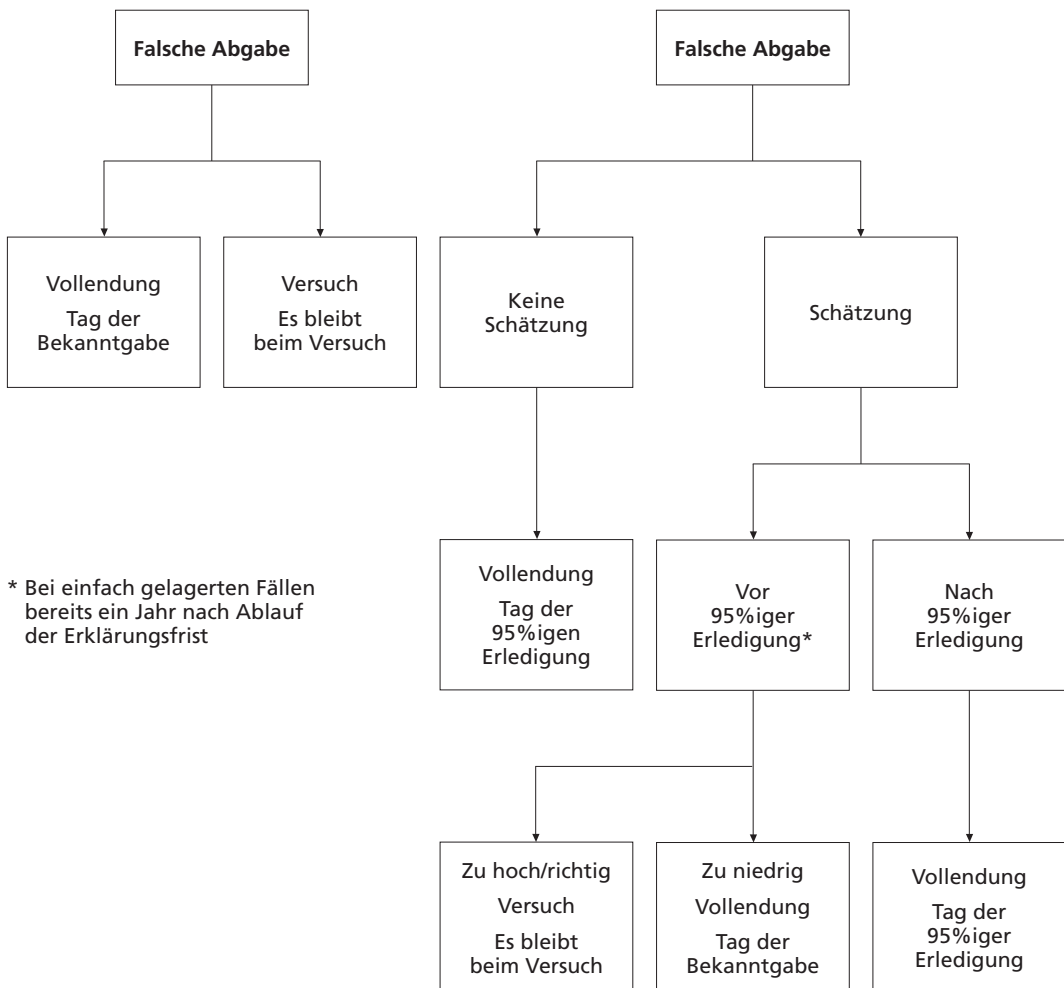 Falsche Abgabe
Falsche Abgabe
Vollendung
Tag der
Bekanntgabe
Versuch
Es bleibt
beim Versuch
Keine
Schätzung
Schätzung
* Bei einfach gelagerten Fällen
bereits ein Jahr nach Ablauf
der Erklärungsfrist
Vollendung
Tag der
95%igen
Erledigung
Vor
95%iger
Erledigung*
Nach
95%iger
Erledigung
Zu hoch/richtig
Versuch
Es bleibt
beim Versuch
Zu niedrig
Vollendung
Tag der
Bekanntgabe
Vollendung
Tag der
95%iger
Erledigung